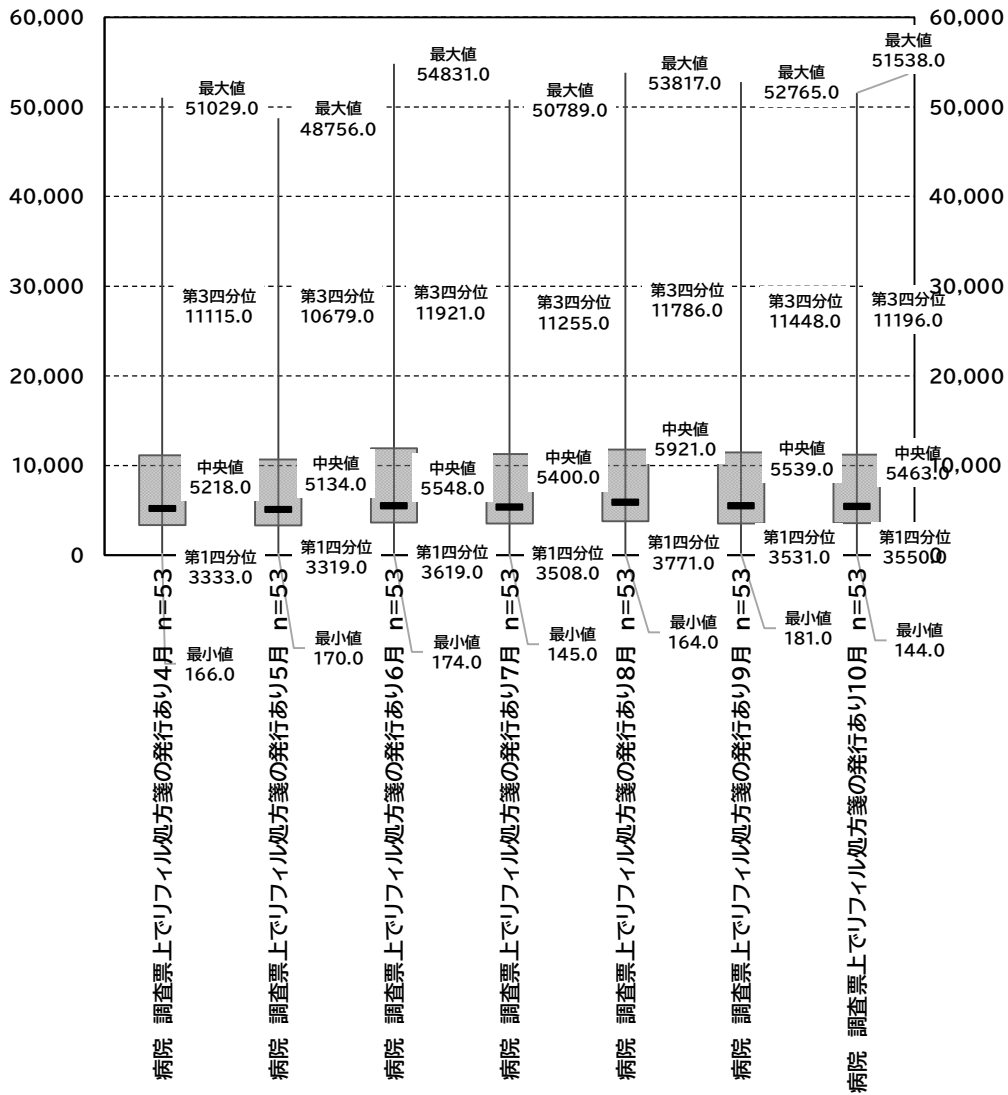 60,000
50,000
40,000
30,000
20,000
10,000
0
60,000
50,000
40,000
30,000
20,000
10,000
0
最大値
51029.0
最大値
48756.0
最大値
54831.0
最大値
50789.0
最大値
53817.0
最大値
52765.0
最大値
51538.0
第3四分位
11115.0
第3四分位
10679.0
第3四分位
11921.0
第3四分位
11255.0
第3四分位
11786.0
第3四分位
11448.0
第3四分位
11196.0
中央値
5218.0
中央値
5134.0
中央値
5548.0
中央値
5400.0
中央値
5921.0
中央値
5539.0
中央値
5463.0
第1四分位
3333.0
第1四分位
3319.0
第1四分位
3619.0
第1四分位
3508.0
第1四分位
3771.0
第1四分位
3531.0
第1四分位
3550.0
最小値
166.0
最小値
170.0
最小値
174.0
最小値
145.0
最小値
164.0
最小値
181.0
最小値
144.0
病院 調査票上でリフィル処方箋の発行あり4月 n=53
病院 調査票上でリフィル処方箋の発行あり5月 n=53
病院 調査票上でリフィル処方箋の発行あり6月 n=53
病院 調査票上でリフィル処方箋の発行あり7月 n=53
病院 調査票上でリフィル処方箋の発行あり8月 n=53
病院 調査票上でリフィル処方箋の発行あり9月 n=53
病院 調査票上でリフィル処方箋の発行あり10月 n=53